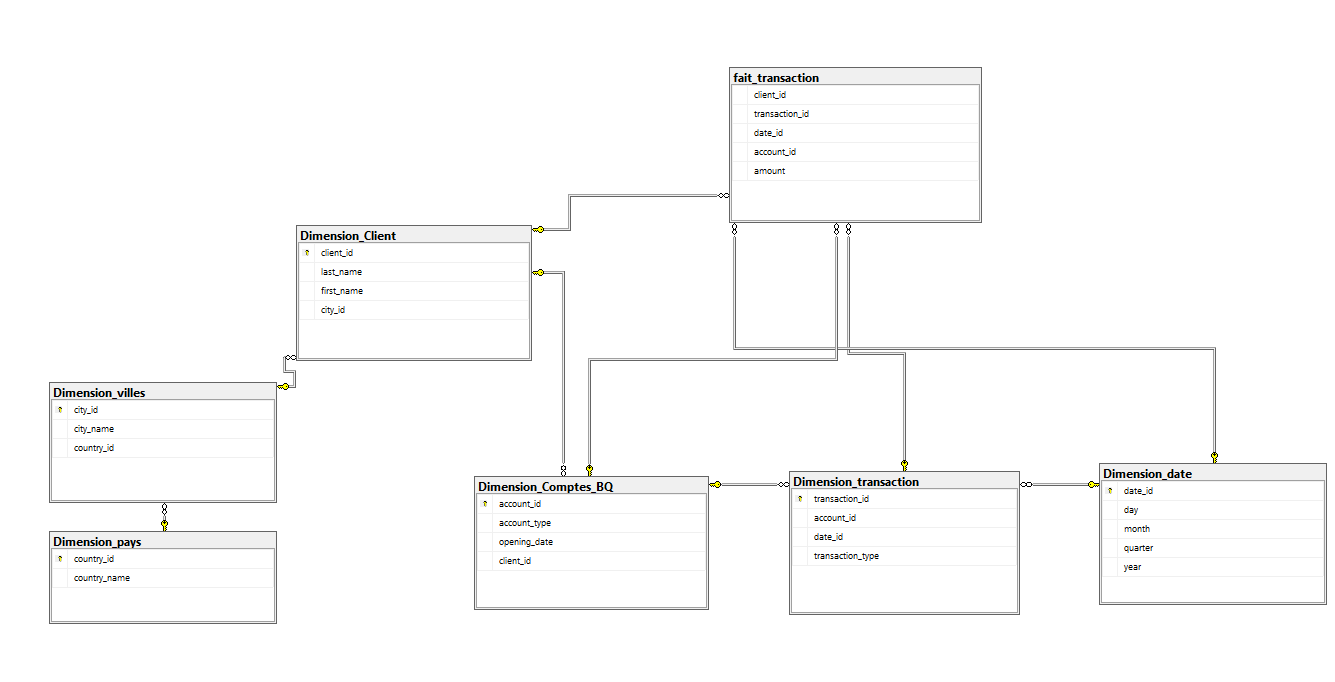 fait_transaction
client_id
transaction_id
date_id
account_id
amount
Dimension_Client
client_id
last_name
first_name
city_id
Dimension_villes
city_id
city_name
country_id
Dimension_pays
country_id
country_name
Dimension_Comptes_BQ
account_id
account_type
opening_date
client_id
Dimension_transaction
transaction_id
account_id
date_id
transaction_type
Dimension_date
date_id
day
month
quarter
year